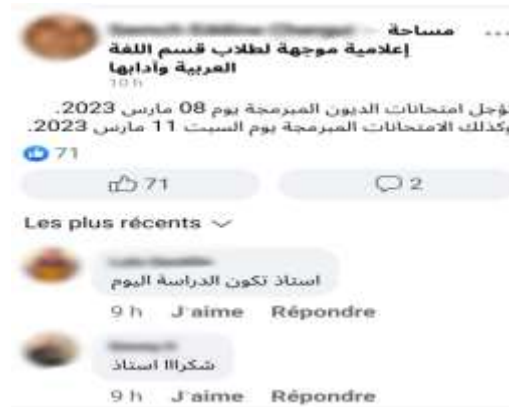 مساحة
...
إعلامية موجهة لطلاب قسم اللغة
العربية وآدابها
10 h
تؤجل امتحانات الديون المبرمجة يوم 08 مارس 2023.
وكذلك الامتحانات المبرمجة يوم السبت 11 مارس 2023.
71
71
2
Les plus récents
استاذ تكون الدراسة اليوم
9 h J'aime Répondre
شكرااا استاذ
9 h J'aime Répondre